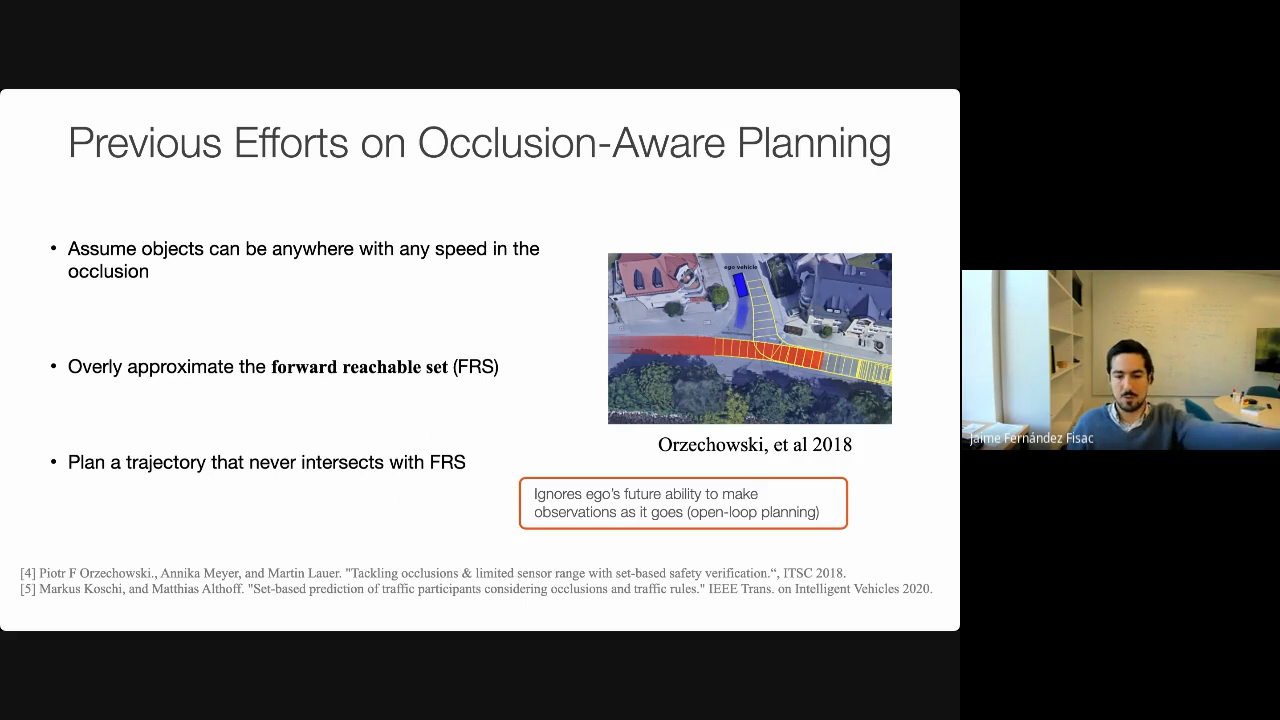 Previous Efforts on Occlusion-Aware Planning
• Assume objects can be anywhere with any speed in the
occlusion
• Overly approximate the forward reachable set (FRS)
• Plan a trajectory that never intersects with FRS
ego vehicle
Orzechowski, et al 2018
Ignores ego's future ability to make
observations as it goes (open-loop planning)
[4] Piotr F Orzechowski., Annika Meyer, and Martin Lauer. "Tackling occlusions & limited sensor range with set-based safety verification.“, ITSC 2018.
[5] Markus Koschi, and Matthias Althoff. "Set-based prediction of traffic participants considering occlusions and traffic rules." IEEE Trans. on Intelligent Vehicles 2020.
Jaime Fernández Fisac